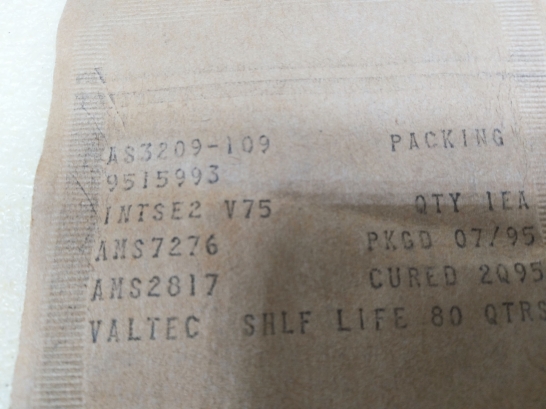 AS3209-109 PACKING
9515993
INTSE2 V75 QTY 1EA
AMS7276 PKGD 07/95
AMS2817 CURED 2Q95
VALTEC SHLF LIFE 80 QTRS